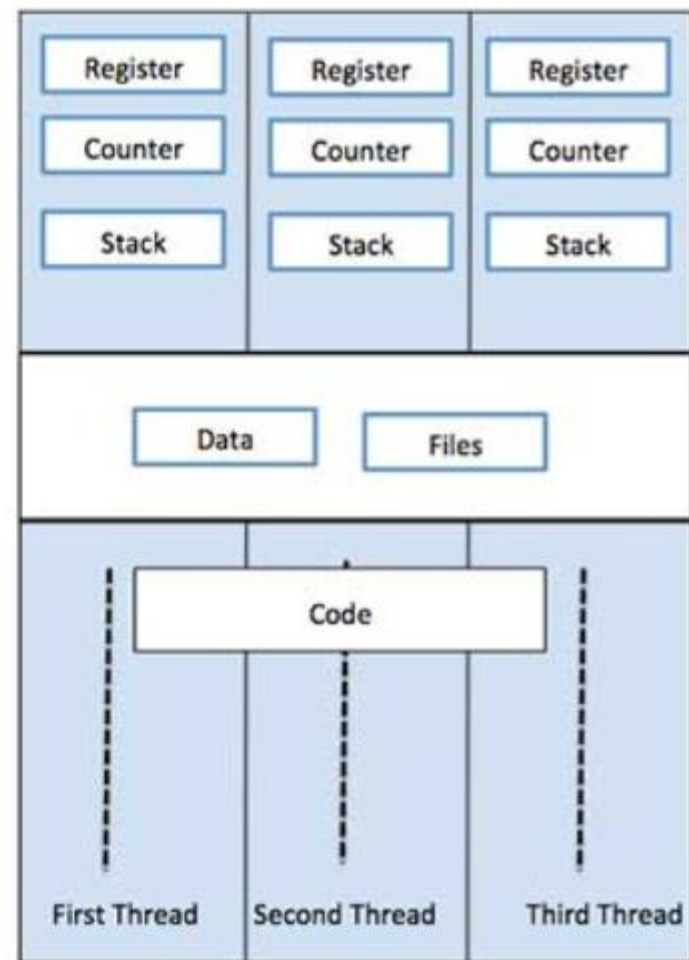 Register Register Register
Counter Counter Counter
Stack Stack Stack
Data Files
Code
First Thread Second Thread Third Thread